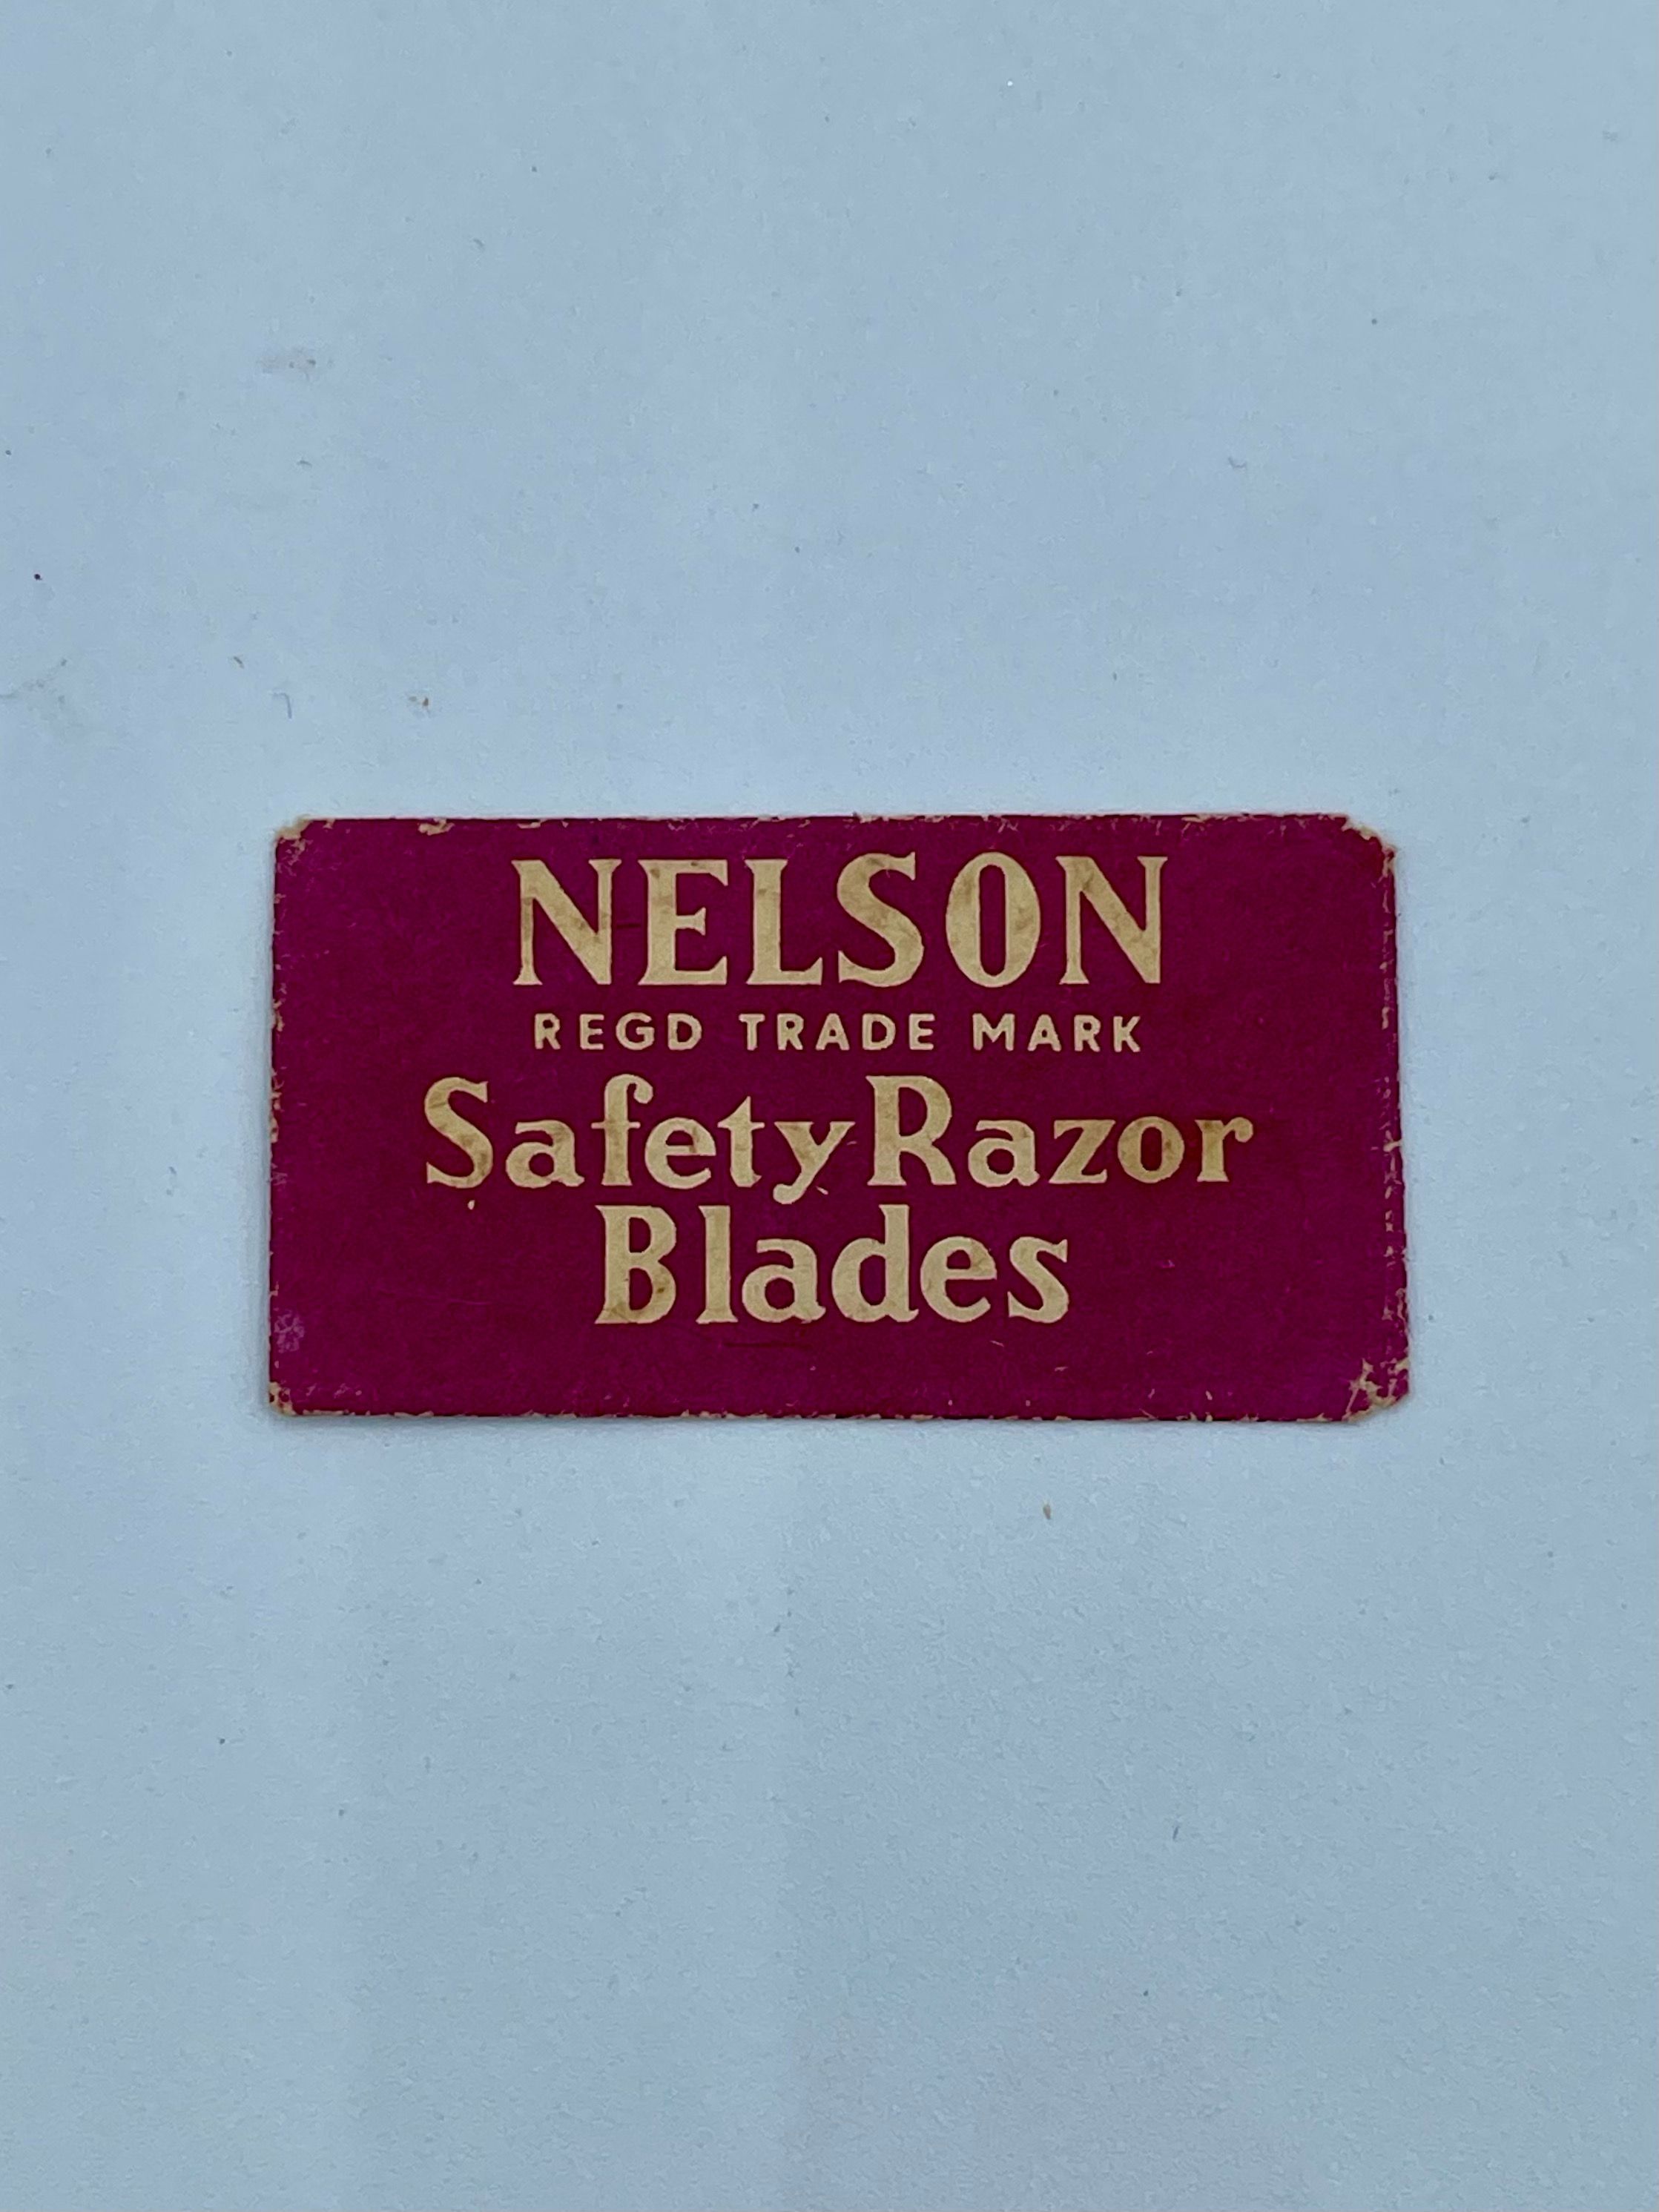 NELSON
REGD TRADE MARK
Safety Razor
Blades